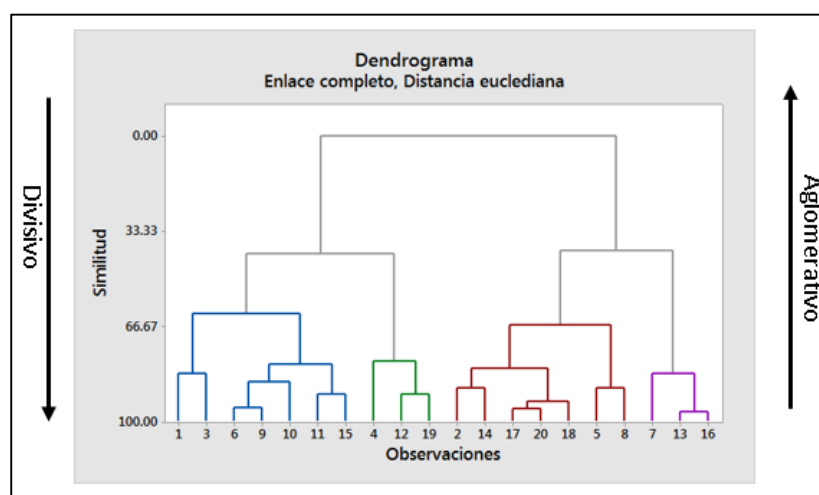 Dendrograma
Enlace completo, Distancia euclediana
Divisivo
Similitud
0.00
33.33
66.67
100.00
1 3 6 9 10 11 15 4 12 19 2 14 17 20 18 5 8 7 13 16
Observaciones
Aglomerativo